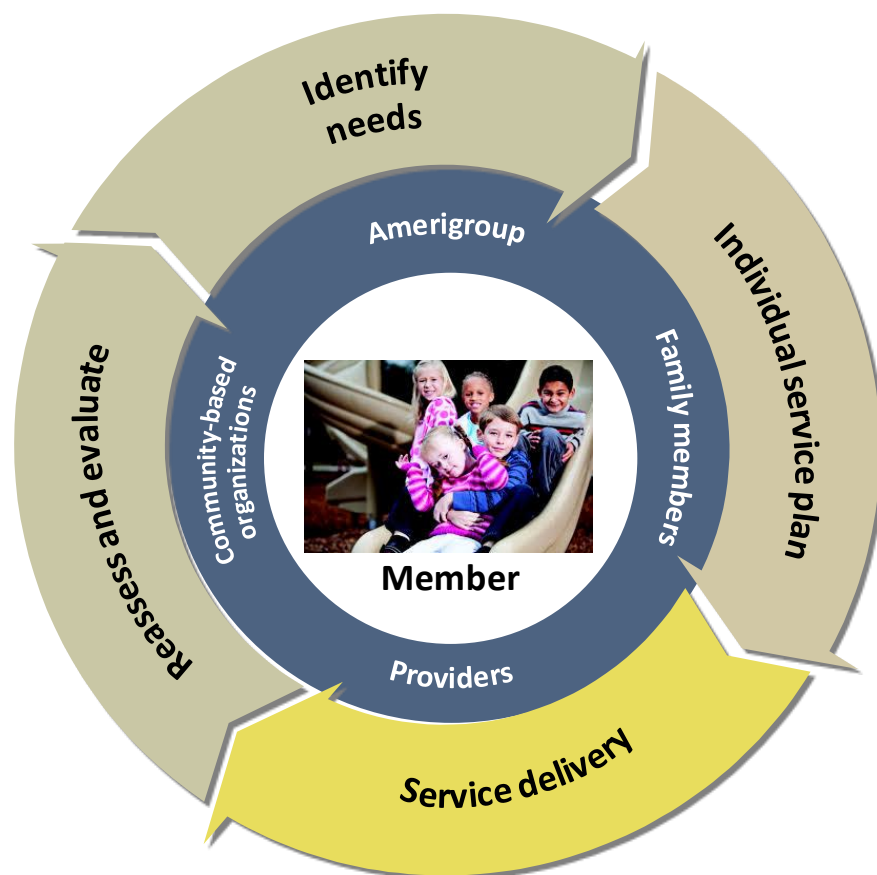 Identify
needs
Amerigroup
Individual service plan
Family members
Community-based
organizations
Reassess and evaluate
Member
Providers
Service delivery